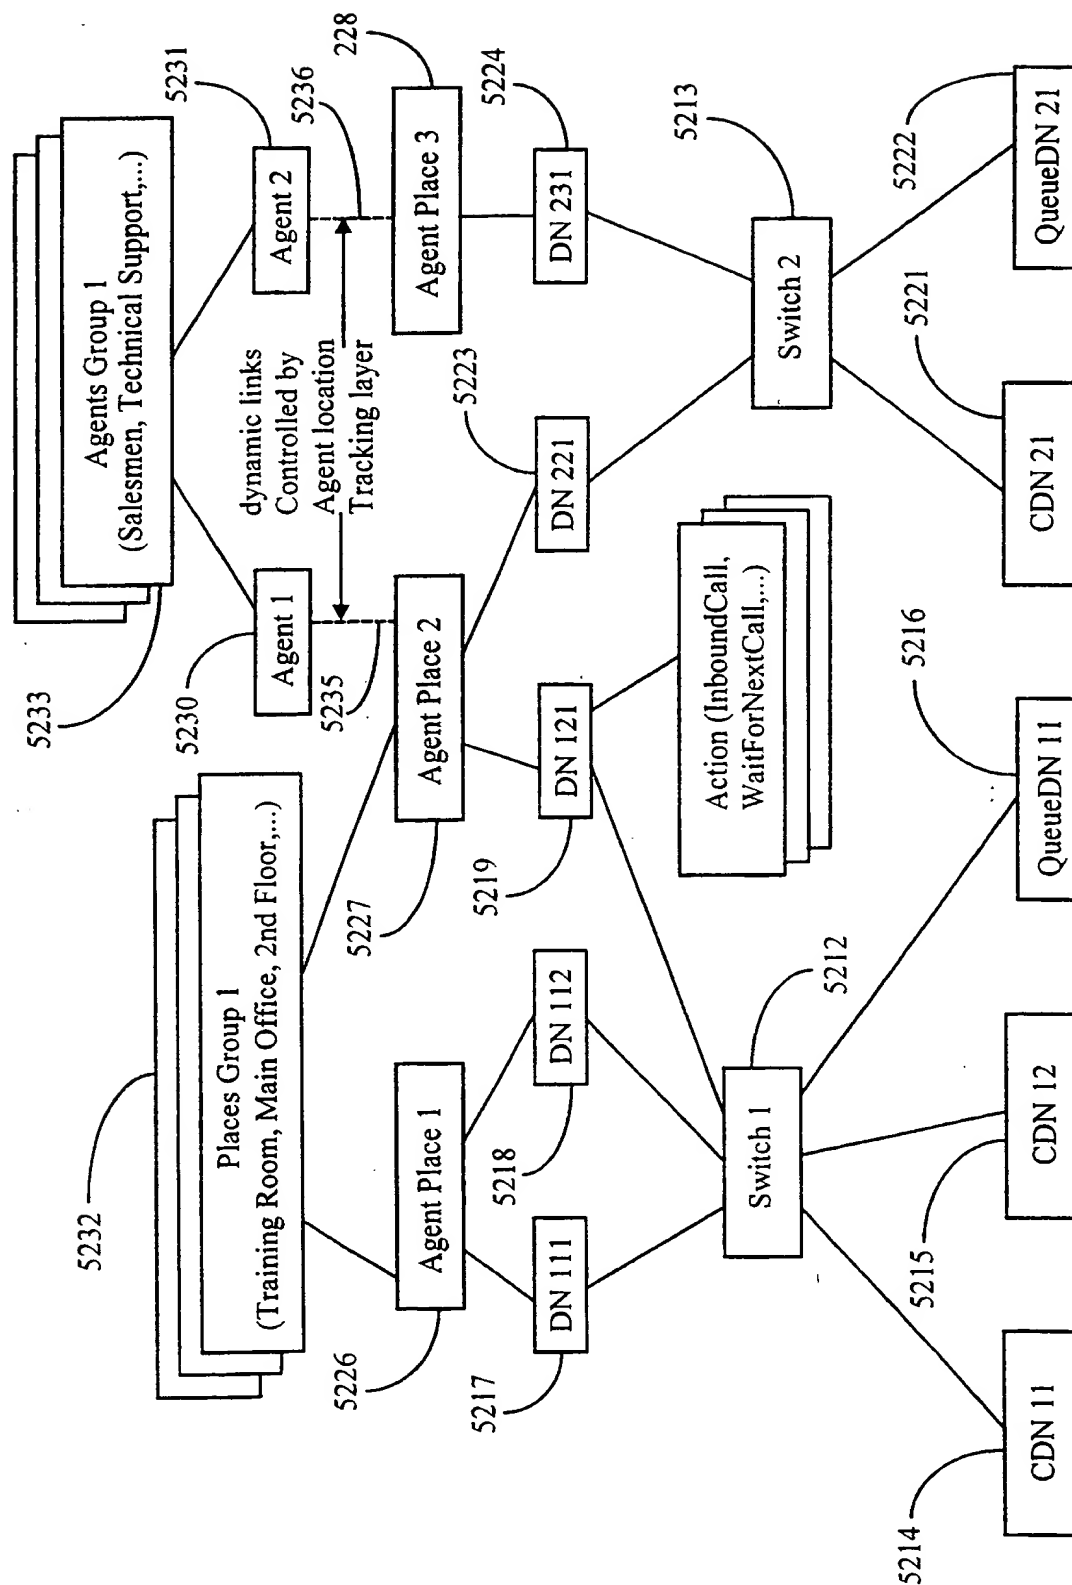 5233
Agents Group 1
(Salesmen, Technical Support,...)
5232
Places Group 1
(Training Room, Main Office, 2nd Floor,...)
5230
Agent 1
5231
Agent 2
5235
5236
dynamic links
Controlled by
Agent location
Tracking layer
5226
Agent Place 1
5227
Agent Place 2
228
Agent Place 3
5217
DN 111
5218
DN 112
5219
DN 121
5223
DN 221
5224
DN 231
Action (InboundCall,
WaitForNextCall,...)
Switch 1
5212
Switch 2
5213
5214
CDN 11
5215
CDN 12
5216
QueueDN 11
5221
CDN 21
5222
QueueDN 21